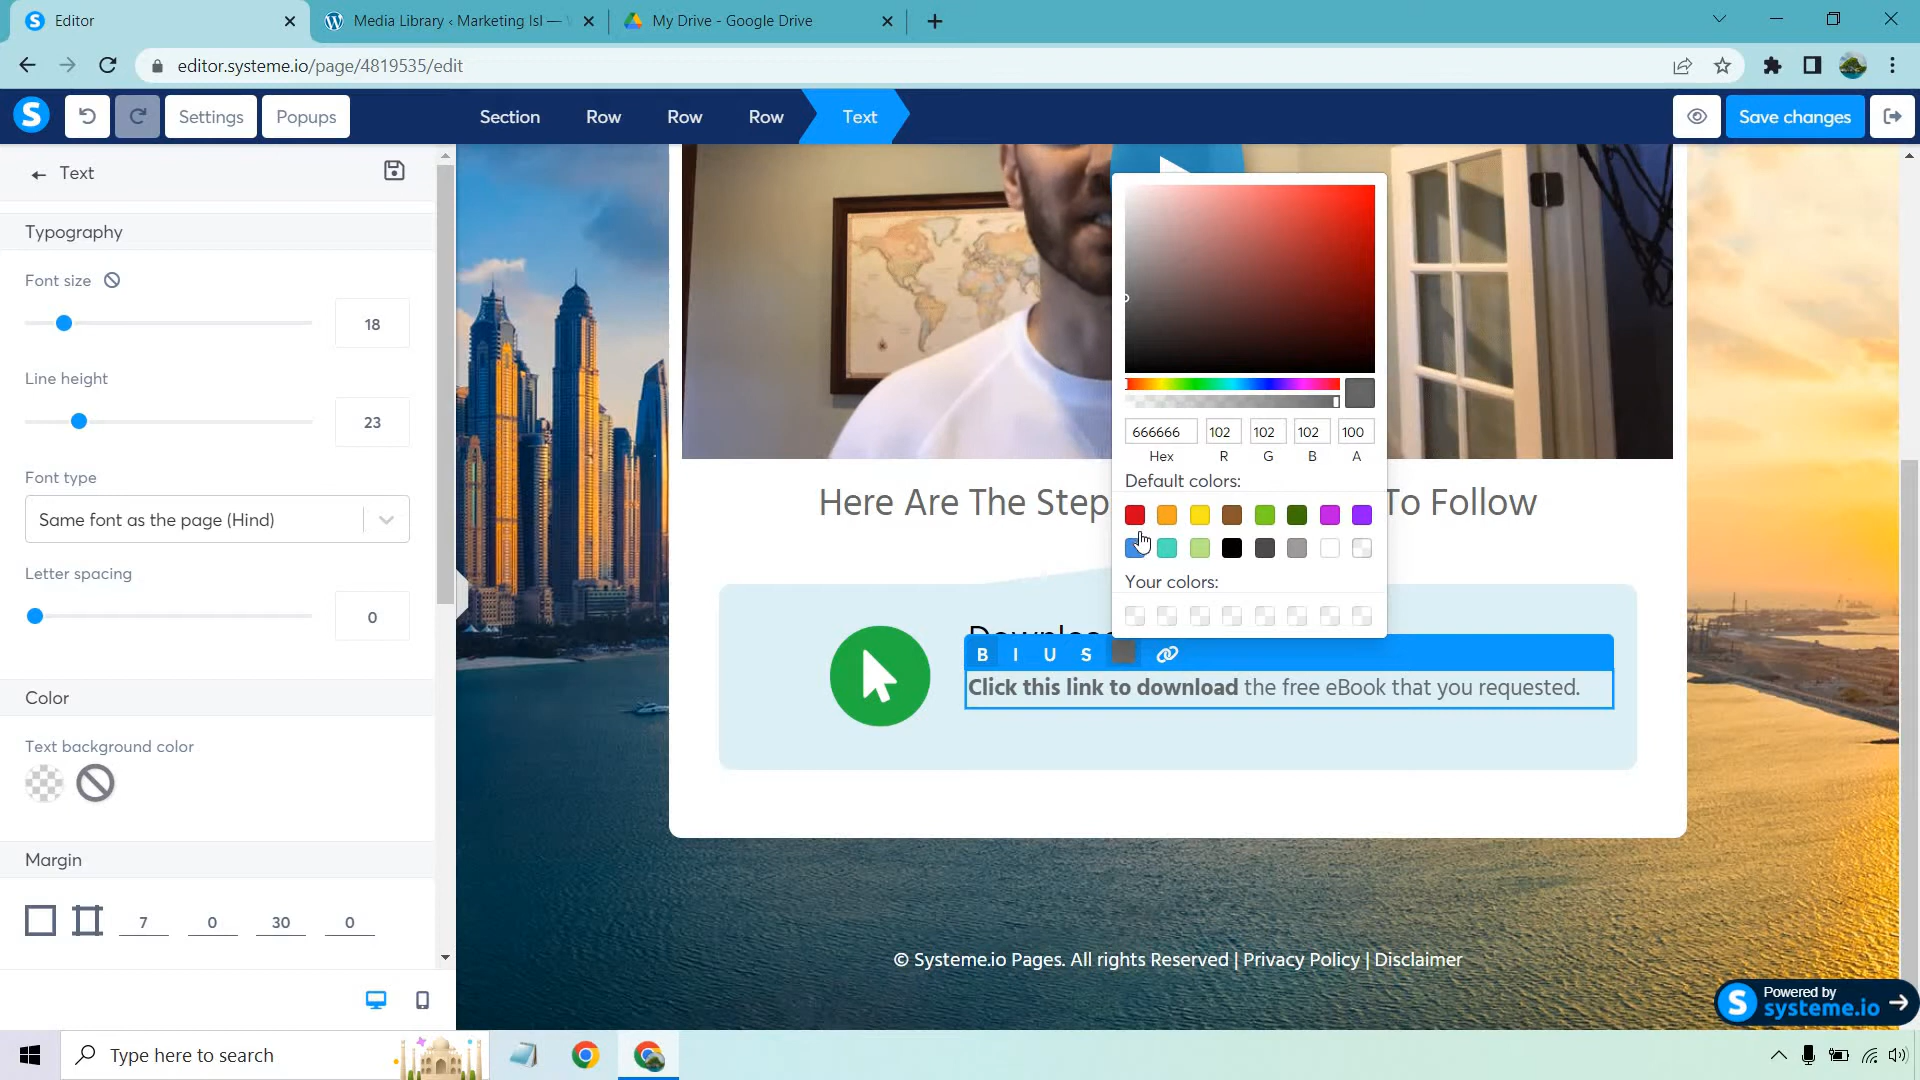 Editor
Media Library ‹ Marketing Isl —
My Drive - Google Drive
editor.systeme.io/page/4819535/edit
S
Settings
Popups
Section
Row
Row
Row
Text
Save changes
Text
Typography
Font size
18
Line height
23
Font type
Same font as the page (Hind)
Letter spacing
0
Color
Text background color
Margin
7
0
30
0
666666
102
102
102
100
Hex
R
G
B
A
Default colors:
Your colors:
Here Are The Step
To Follow
B I U S
Click this link to download the free eBook that you requested.
© Systeme.io Pages. All rights Reserved | Privacy Policy | Disclaimer
S
Powered by
systeme.io
Type here to search